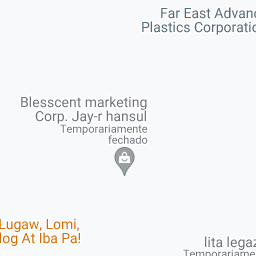 Far East Advanc
Plastics Corporatio
Blesscent marketing
Corp. Jay-r hansul
Temporariamente
fechado
Lugaw, Lomi,
log At Iba Pa!
lita legaz
Temporariamente